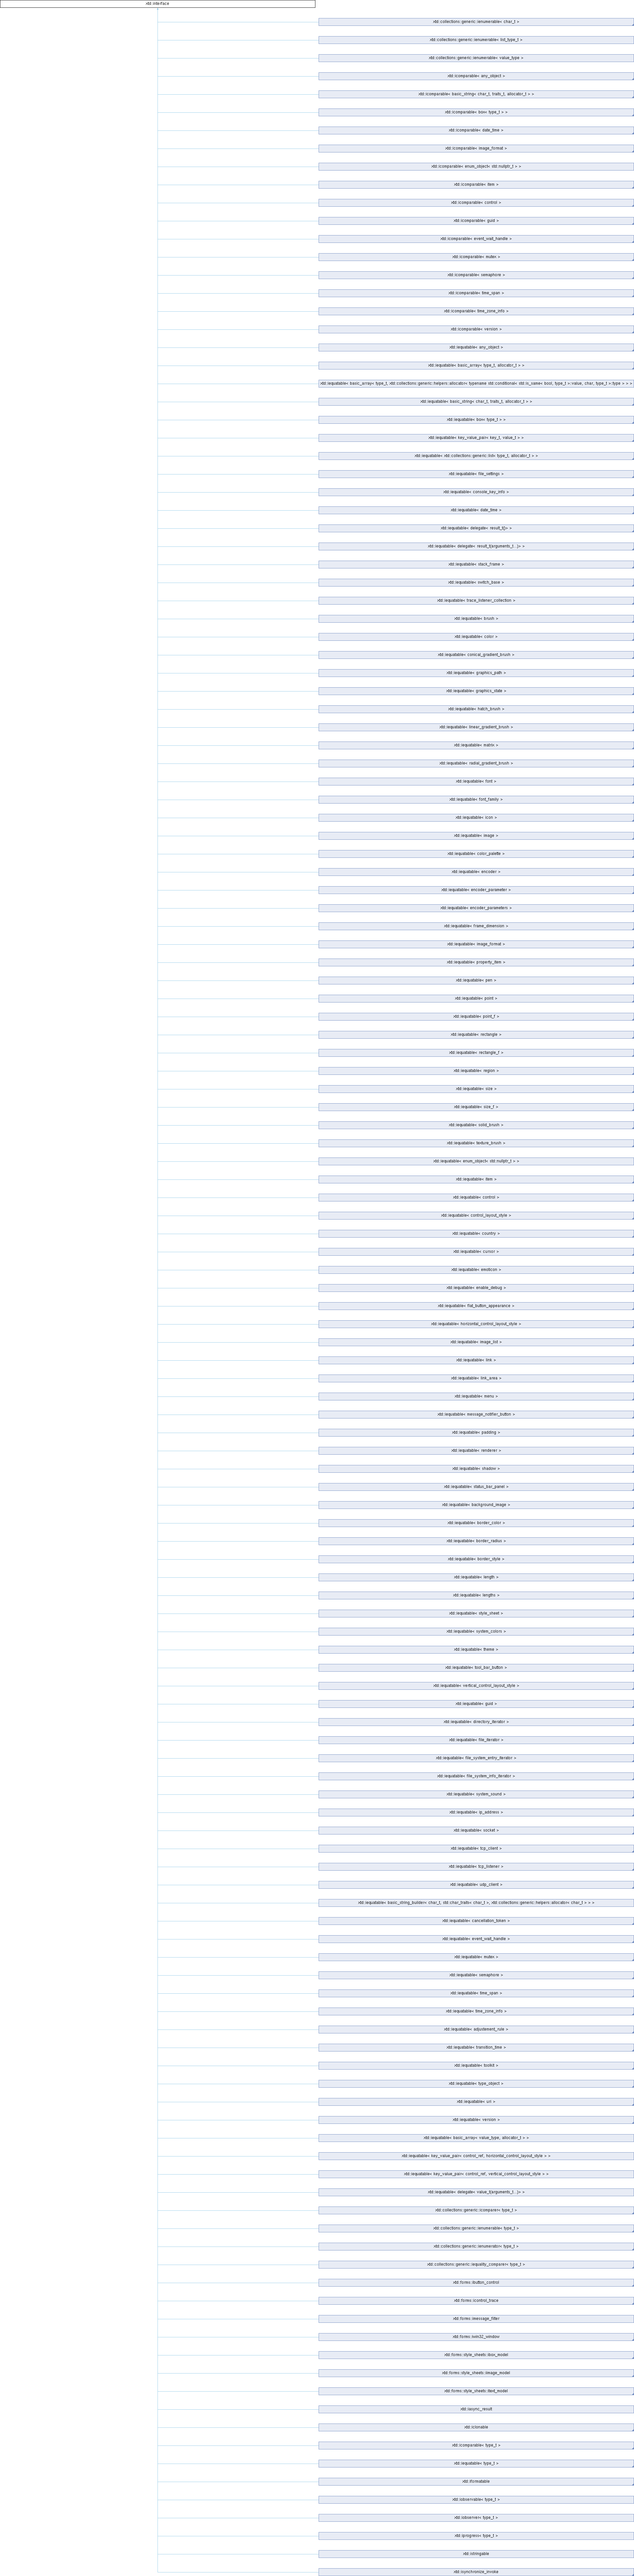 xtd::interface
xtd::collections::generic::ienumerable< char_t >
xtd::collections::generic::ienumerable< list_type_t >
xtd::collections::generic::ienumerable< value_type >
xtd::icomparable< any_object >
xtd::icomparable< basic_string< char_t, traits_t, allocator_t > >
xtd::icomparable< box< type_t > >
xtd::icomparable< date_time >
xtd::icomparable< image_format >
xtd::icomparable< enum_object< std::nullptr_t > >
xtd::icomparable< item >
xtd::icomparable< control >
xtd::icomparable< guid >
xtd::icomparable< event_wait_handle >
xtd::icomparable< mutex >
xtd::icomparable< semaphore >
xtd::icomparable< time_span >
xtd::icomparable< time_zone_info >
xtd::icomparable< version >
xtd::iequatable< any_object >
xtd::iequatable< basic_array< type_t, allocator_t > >
xtd::iequatable< basic_array< type_t, xtd::collections::generic::helpers::allocator< typename std::conditional< std::is_same< bool, type_t >::value, char, type_t >::type > > >
xtd::iequatable< basic_string< char_t, traits_t, allocator_t > >
xtd::iequatable< box< type_t > >
xtd::iequatable< key_value_pair< key_t, value_t > >
xtd::iequatable< xtd::collections::generic::list< type_t, allocator_t > >
xtd::iequatable< file_settings >
xtd::iequatable< console_key_info >
xtd::iequatable< date_time >
xtd::iequatable< delegate< result_t()> >
xtd::iequatable< delegate< result_t(arguments_t...)> >
xtd::iequatable< stack_frame >
xtd::iequatable< switch_base >
xtd::iequatable< trace_listener_collection >
xtd::iequatable< brush >
xtd::iequatable< color >
xtd::iequatable< conical_gradient_brush >
xtd::iequatable< graphics_path >
xtd::iequatable< graphics_state >
xtd::iequatable< hatch_brush >
xtd::iequatable< linear_gradient_brush >
xtd::iequatable< matrix >
xtd::iequatable< radial_gradient_brush >
xtd::iequatable< font >
xtd::iequatable< font_family >
xtd::iequatable< icon >
xtd::iequatable< image >
xtd::iequatable< color_palette >
xtd::iequatable< encoder >
xtd::iequatable< encoder_parameter >
xtd::iequatable< encoder_parameters >
xtd::iequatable< frame_dimension >
xtd::iequatable< image_format >
xtd::iequatable< property_item >
xtd::iequatable< pen >
xtd::iequatable< point >
xtd::iequatable< point_f >
xtd::iequatable< rectangle >
xtd::iequatable< rectangle_f >
xtd::iequatable< region >
xtd::iequatable< size >
xtd::iequatable< size_f >
xtd::iequatable< solid_brush >
xtd::iequatable< texture_brush >
xtd::iequatable< enum_object< std::nullptr_t > >
xtd::iequatable< item >
xtd::iequatable< control >
xtd::iequatable< control_layout_style >
xtd::iequatable< country >
xtd::iequatable< cursor >
xtd::iequatable< emoticon >
xtd::iequatable< enable_debug >
xtd::iequatable< flat_button_appearance >
xtd::iequatable< horizontal_control_layout_style >
xtd::iequatable< image_list >
xtd::iequatable< link >
xtd::iequatable< link_area >
xtd::iequatable< menu >
xtd::iequatable< message_notifier_button >
xtd::iequatable< padding >
xtd::iequatable< renderer >
xtd::iequatable< shadow >
xtd::iequatable< status_bar_panel >
xtd::iequatable< background_image >
xtd::iequatable< border_color >
xtd::iequatable< border_radius >
xtd::iequatable< border_style >
xtd::iequatable< length >
xtd::iequatable< lengths >
xtd::iequatable< style_sheet >
xtd::iequatable< system_colors >
xtd::iequatable< theme >
xtd::iequatable< tool_bar_button >
xtd::iequatable< vertical_control_layout_style >
xtd::iequatable< guid >
xtd::iequatable< directory_iterator >
xtd::iequatable< file_iterator >
xtd::iequatable< file_system_entry_iterator >
xtd::iequatable< file_system_info_iterator >
xtd::iequatable< system_sound >
xtd::iequatable< ip_address >
xtd::iequatable< socket >
xtd::iequatable< tcp_client >
xtd::iequatable< tcp_listener >
xtd::iequatable< udp_client >
xtd::iequatable< basic_string_builder< char_t, std::char_traits< char_t >, xtd::collections::generic::helpers::allocator< char_t > > >
xtd::iequatable< cancellation_token >
xtd::iequatable< event_wait_handle >
xtd::iequatable< mutex >
xtd::iequatable< semaphore >
xtd::iequatable< time_span >
xtd::iequatable< time_zone_info >
xtd::iequatable< adjustement_rule >
xtd::iequatable< transition_time >
xtd::iequatable< toolkit >
xtd::iequatable< type_object >
xtd::iequatable< uri >
xtd::iequatable< version >
xtd::iequatable< basic_array< value_type, allocator_t > >
xtd::iequatable< key_value_pair< control_ref, horizontal_control_layout_style > >
xtd::iequatable< key_value_pair< control_ref, vertical_control_layout_style > >
xtd::iequatable< delegate< value_t(arguments_t...)> >
xtd::collections::generic::icomparer< type_t >
xtd::collections::generic::ienumerable< type_t >
xtd::collections::generic::ienumerator< type_t >
xtd::collections::generic::iequality_comparer< type_t >
xtd::forms::ibutton_control
xtd::forms::icontrol_trace
xtd::forms::imessage_filter
xtd::forms::iwin32_window
xtd::forms::style_sheets::ibox_model
xtd::forms::style_sheets::iimage_model
xtd::forms::style_sheets::itext_model
xtd::iasync_result
xtd::iclonable
xtd::icomparable< type_t >
xtd::iequatable< type_t >
xtd::iformatable
xtd::iobservable< type_t >
xtd::iobserver< type_t >
xtd::iprogress< type_t >
xtd::istringable
xtd::isynchronize_invoke